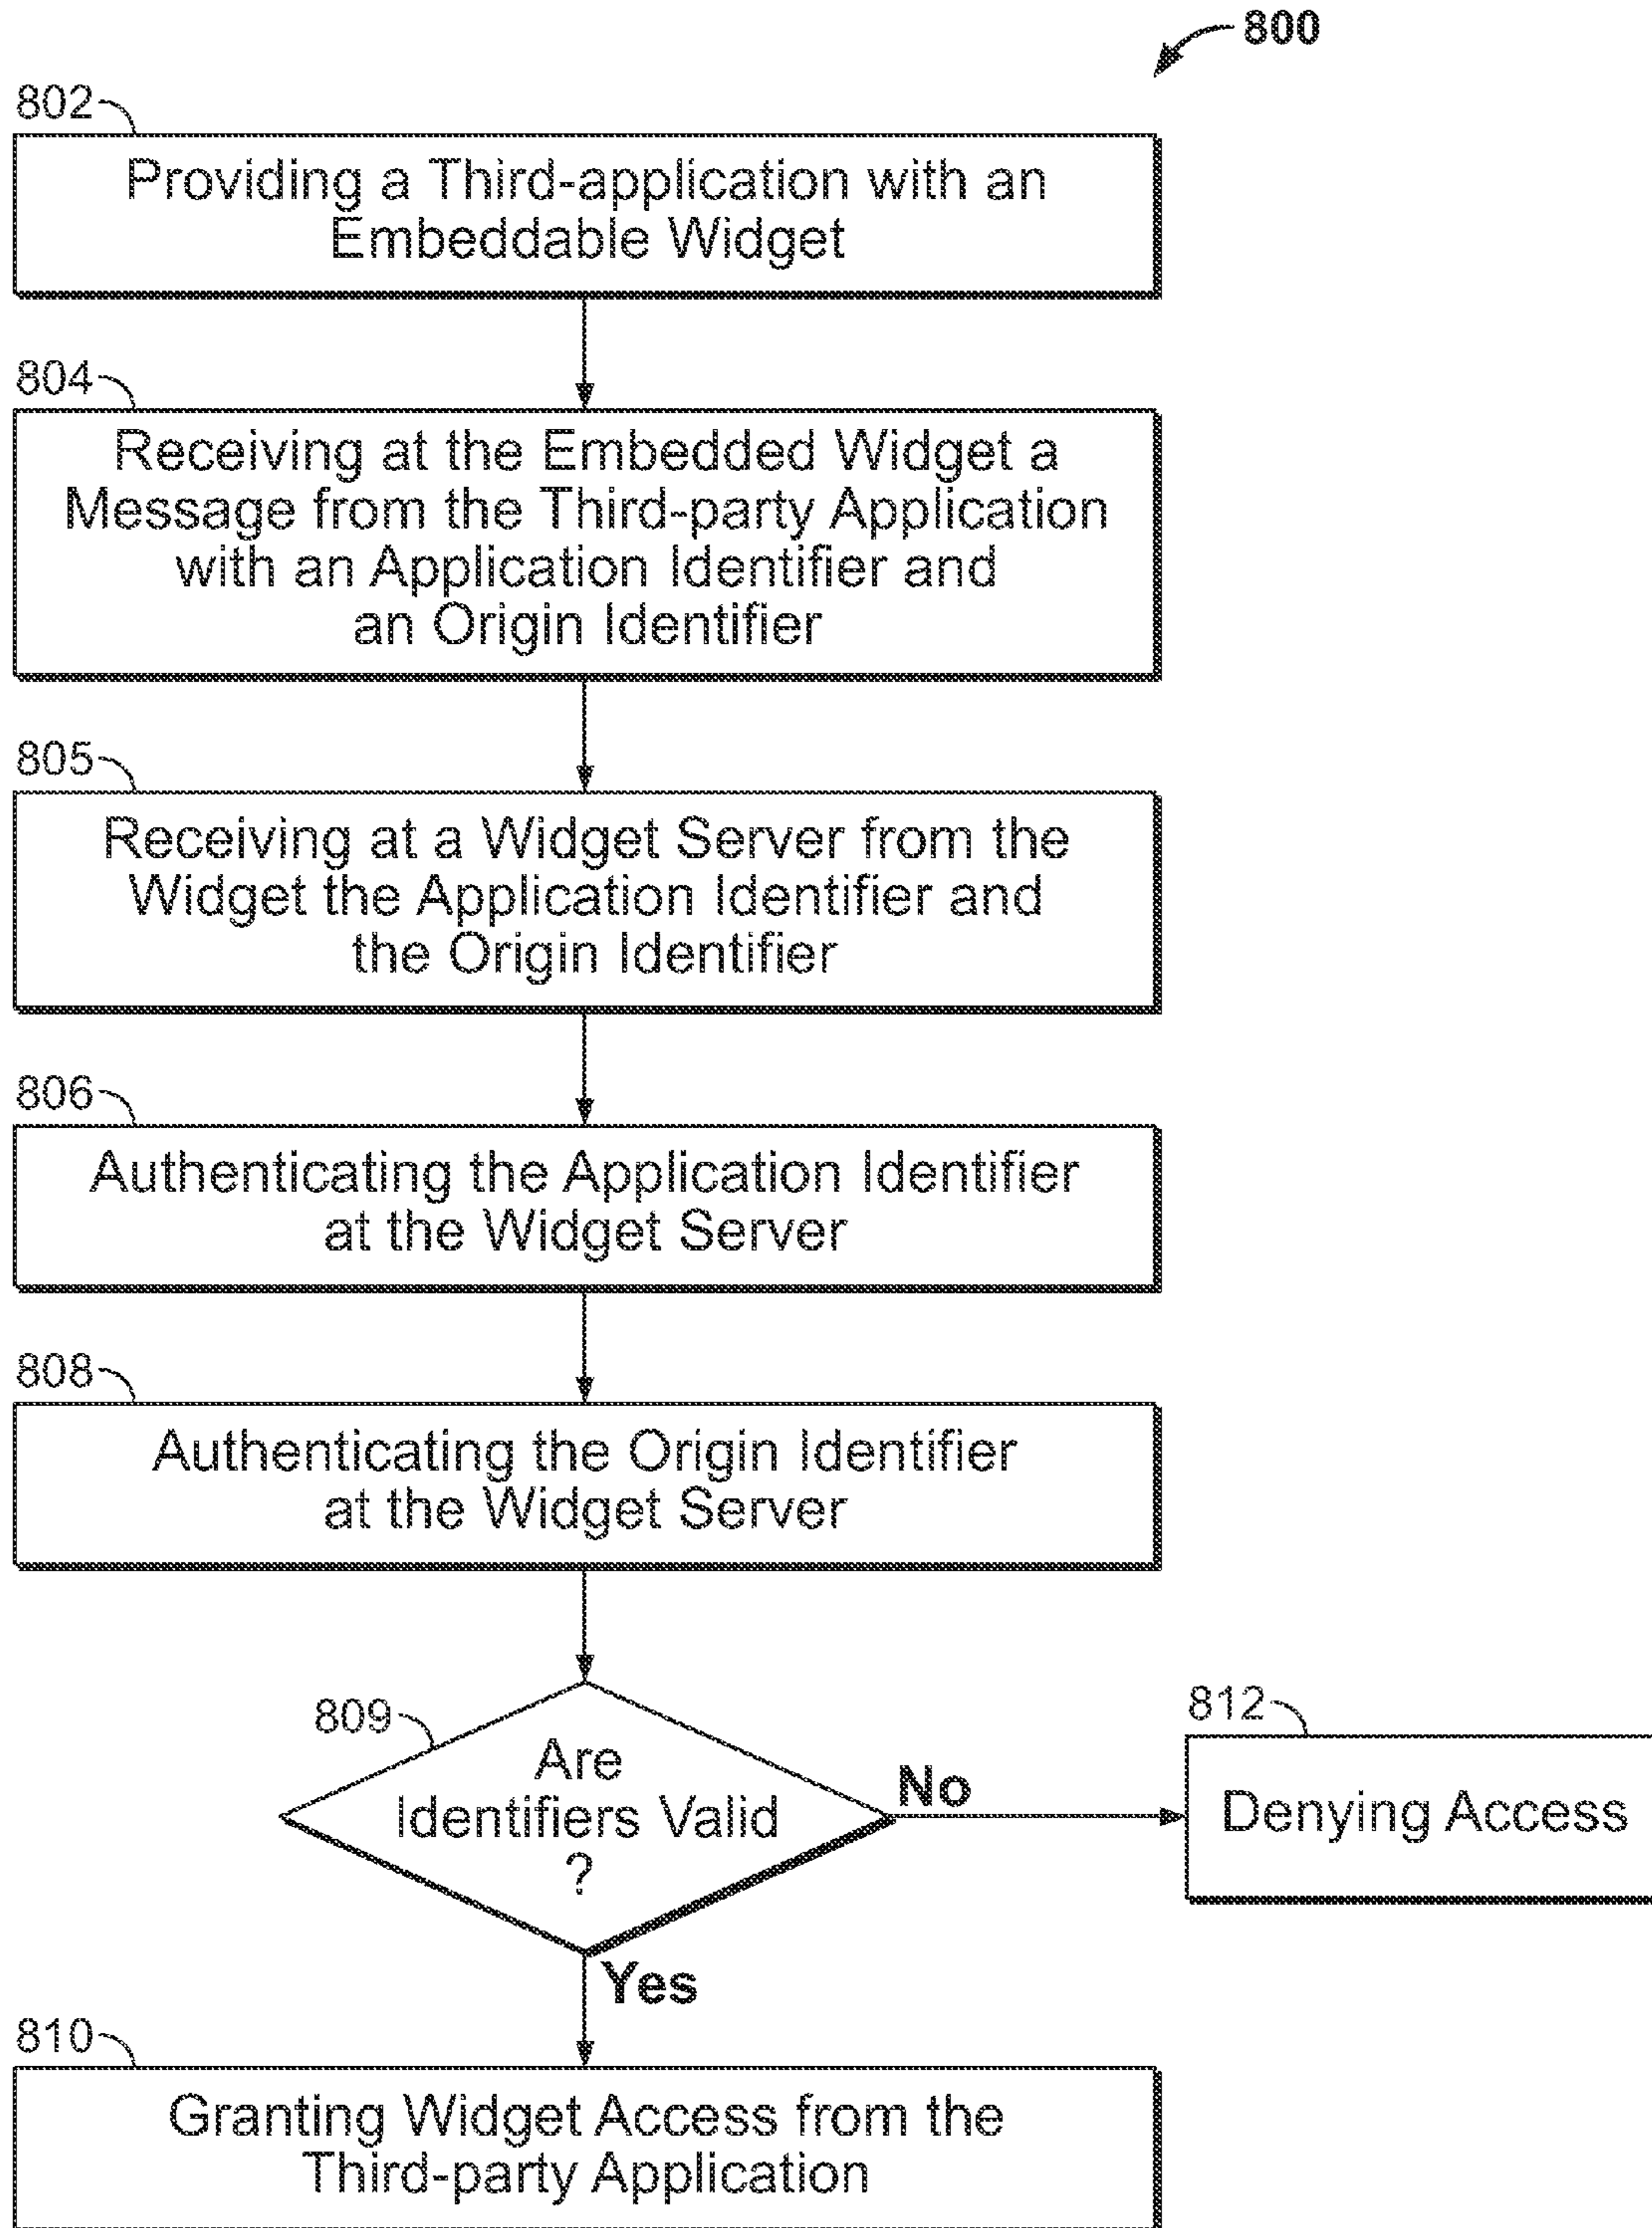 800
802
Providing a Third-application with an
Embeddable Widget
804
Receiving at the Embedded Widget a
Message from the Third-party Application
with an Application Identifier and
an Origin Identifier
805
Receiving at a Widget Server from the
Widget the Application Identifier and
the Origin Identifier
806
Authenticating the Application Identifier
at the Widget Server
808
Authenticating the Origin Identifier
at the Widget Server
809
Are
Identifiers Valid
?
No
812
Denying Access
Yes
810
Granting Widget Access from the
Third-party Application